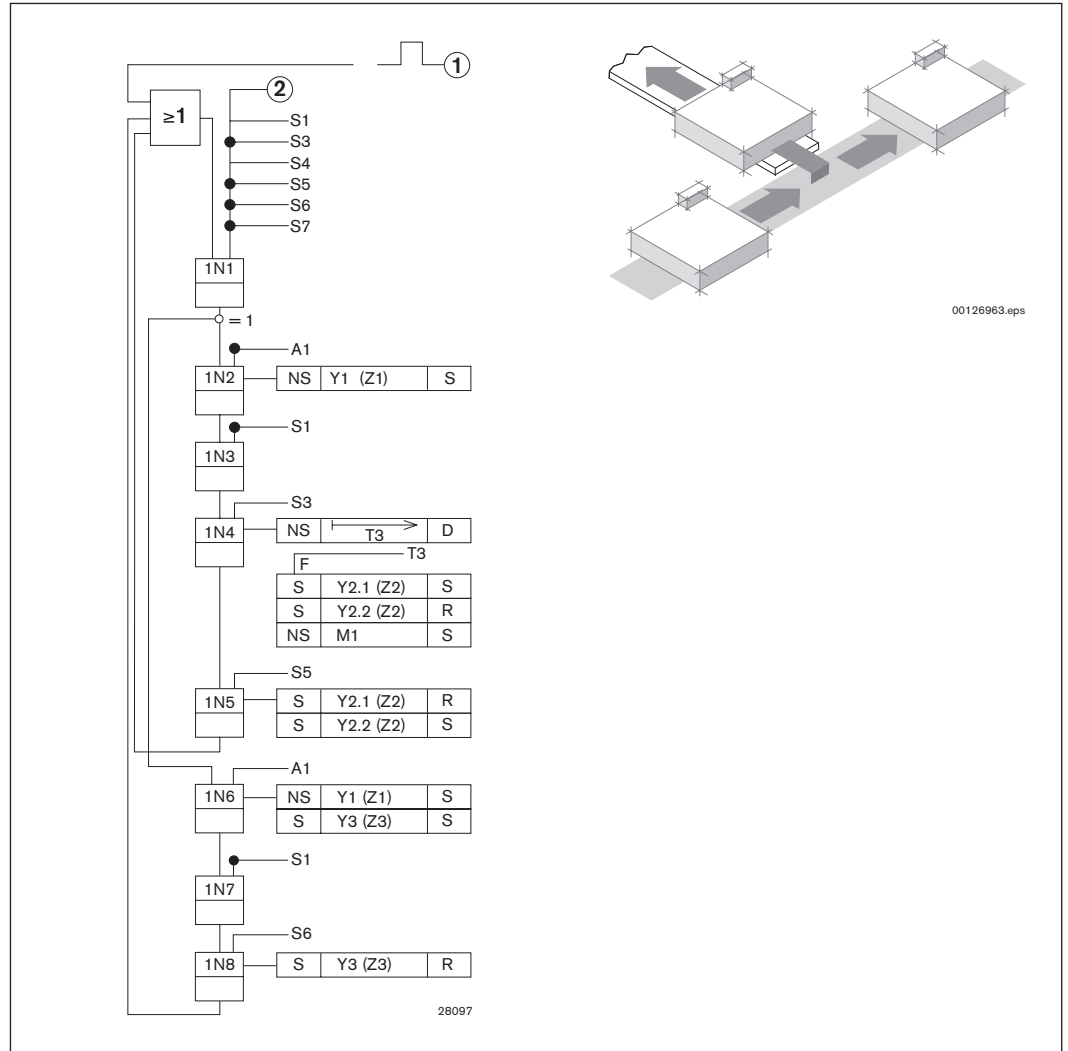 1
2
≥1
S1
S3
S4
S5
S6
S7
1N1
= 1
A1
1N2 NS Y1 (Z1) S
S1
1N3
S3
1N4 NS T3 D
T3
F
S Y2.1 (Z2) S
S Y2.2 (Z2) R
NS M1 S
S5
1N5 S Y2.1 (Z2) R
S Y2.2 (Z2) S
A1
1N6 NS Y1 (Z1) S
S Y3 (Z3) S
S1
1N7
S6
1N8 S Y3 (Z3) R
28097
00126963.eps